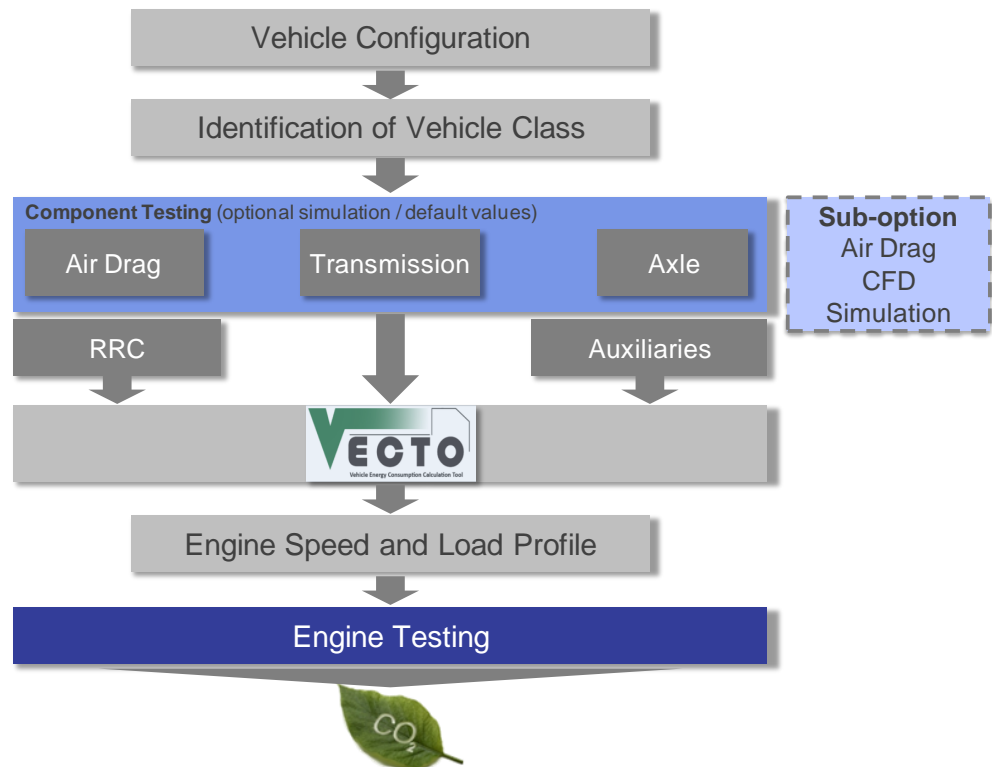 Vehicle Configuration
Identification of Vehicle Class
Component Testing (optional simulation / default values)
Air Drag
Transmission
Axle
Sub-option
Air Drag
CFD
Simulation
RRC
Auxiliaries
VECTO
Vehicle Energy Consumption Calculation Tool
Engine Speed and Load Profile
Engine Testing
CO₂